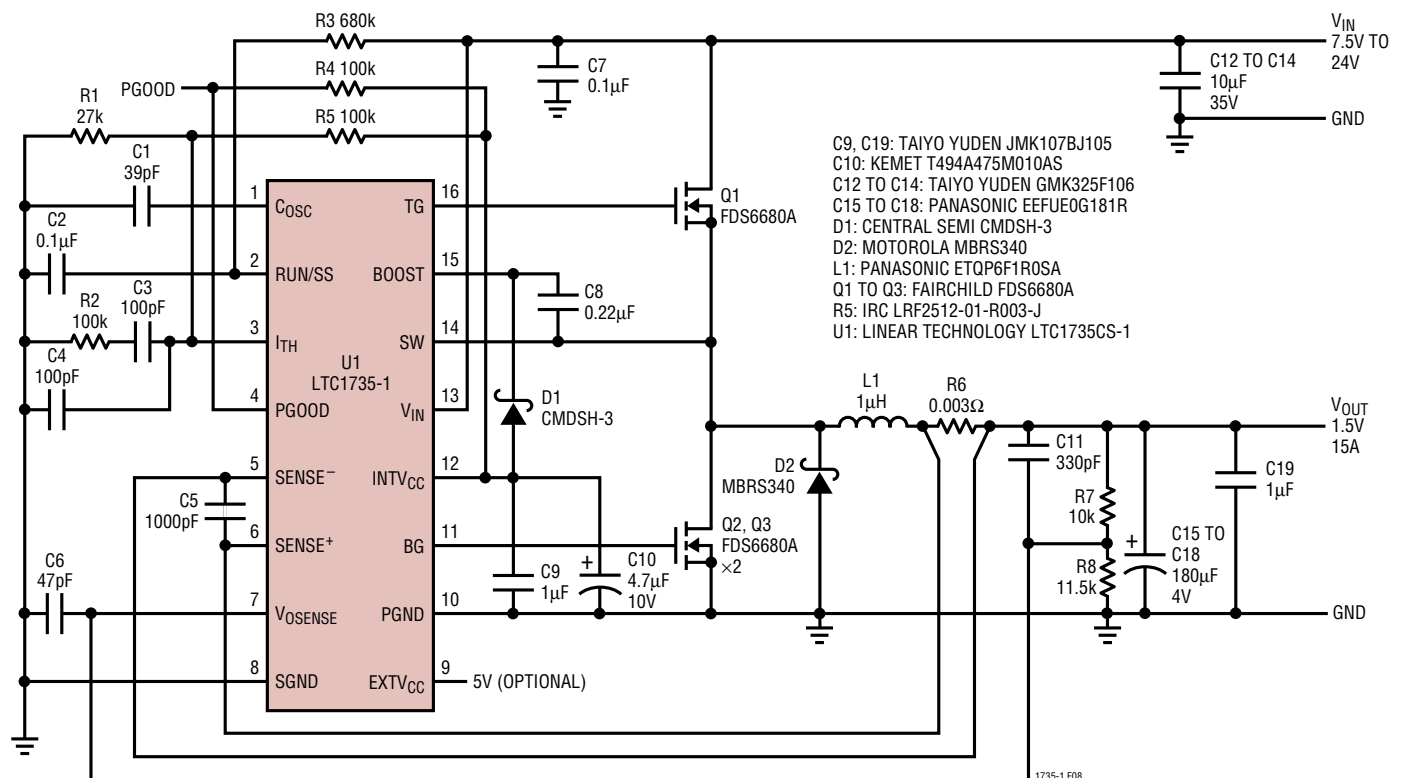 R3 680k
R4 100k
PGOOD
R5 100k
R1
27k
C1
39pF
C2
0.1µF
R2
100k
C3
100pF
C4
100pF
C5
1000pF
C6
47pF
C7
0.1µF
VIN
7.5V TO
24V
C12 TO C14
10µF
35V
GND
C9, C19: TAIYO YUDEN JMK107BJ105
C10: KEMET T494A475M010AS
C12 TO C14: TAIYO YUDEN GMK325F106
C15 TO C18: PANASONIC EEFUE0G181R
D1: CENTRAL SEMI CMDSH-3
D2: MOTOROLA MBRS340
L1: PANASONIC ETQP6F1R0SA
Q1 TO Q3: FAIRCHILD FDS6680A
R5: IRC LRF2512-01-R003-J
U1: LINEAR TECHNOLOGY LTC1735CS-1
1 COSC TG 16
2 RUN/SS BOOST 15
3 ITH SW 14
U1
LTC1735-1
4 PGOOD VIN 13
5 SENSE– INTVCC 12
6 SENSE+ BG 11
7 VOSENSE PGND 10
8 SGND EXTVCC 9
5V (OPTIONAL)
Q1
FDS6680A
C8
0.22µF
D1
CMDSH-3
L1
1µH
R6
0.003Ω
VOUT
1.5V
15A
D2
MBRS340
C11
330pF
R7
10k
C19
1µF
Q2, Q3
FDS6680A
×2
C9
1µF
+
C10
4.7µF
10V
R8
11.5k
+
C15 TO
C18
180µF
4V
GND
1735-1 F08